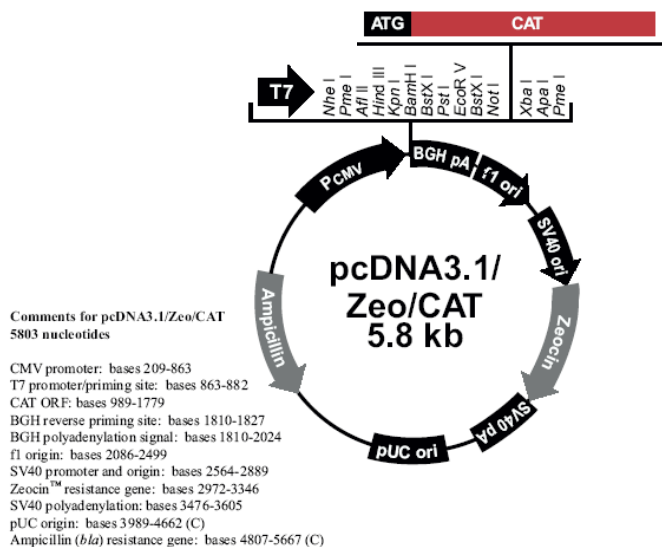 ATG CAT
T7
Nhe I
Pme I
Afl II
Hind III
Kpn I
BamH I
BstX I
Pst I
EcoR V
BstX I
Not I
Xba I
Apa I
Pme I
PCMV
BGH pA
f1 ori
SV40 ori
Zeocin
SV40 pA
pUC ori
Ampicillin
pcDNA3.1/
Zeo/CAT
5.8 kb
Comments for pcDNA3.1/Zeo/CAT
5803 nucleotides
CMV promoter: bases 209-863
T7 promoter/priming site: bases 863-882
CAT ORF: bases 989-1779
BGH reverse priming site: bases 1810-1827
BGH polyadenylation signal: bases 1810-2024
f1 origin: bases 2086-2499
SV40 promoter and origin: bases 2564-2889
Zeocin™ resistance gene: bases 2972-3346
SV40 polyadenylation: bases 3476-3605
pUC origin: bases 3989-4662 (C)
Ampicillin (bla) resistance gene: bases 4807-5667 (C)